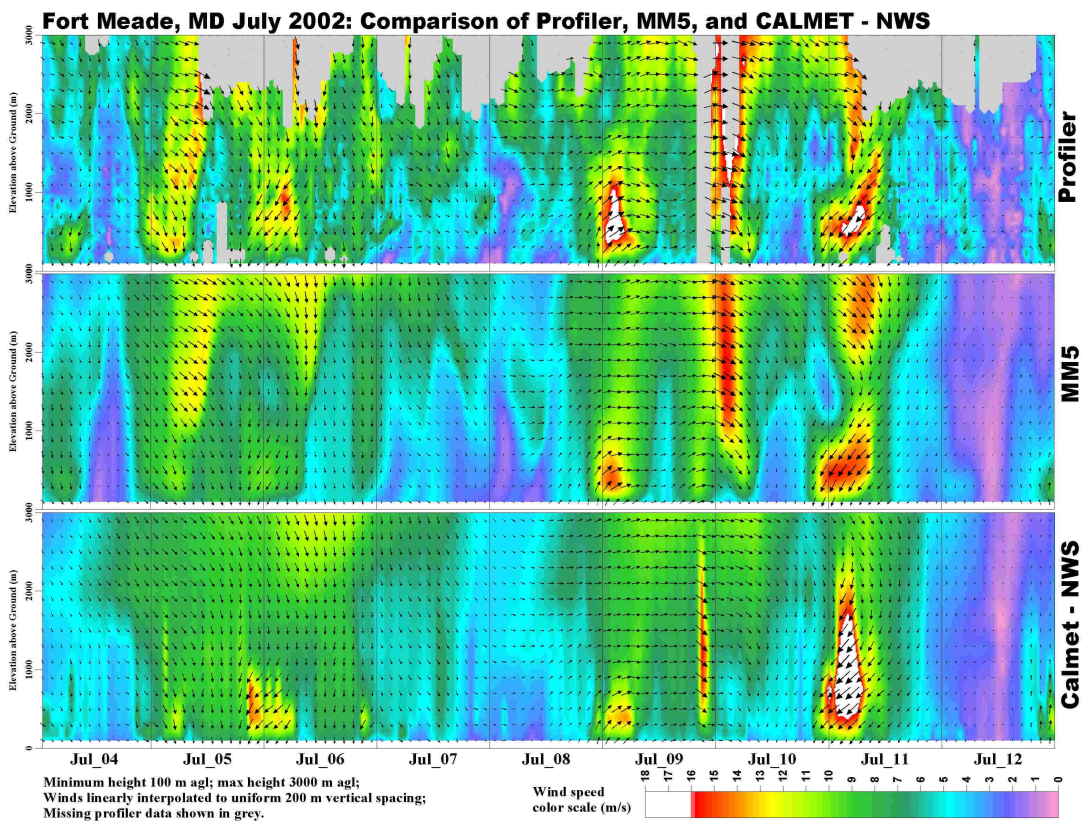 Fort Meade, MD July 2002: Comparison of Profiler, MM5, and CALMET - NWS
3000
2000
1000
Elevation above Ground (m)
Profiler
3000
2000
1000
Elevation above Ground (m)
MM5
3000
3000
2000
1000
0
Elevation above Ground (m)
Calmet - NWS
Jul_04 Jul_05 Jul_06 Jul_07 Jul_08 Jul_09 Jul_10 Jul_11 Jul_12
Minimum height 100 m agl; max height 3000 m agl;
Winds linearly interpolated to uniform 200 m vertical spacing;
Missing profiler data shown in grey.
Wind speed
color scale (m/s)
18 17 16 15 14 13 12 11 10 9 8 7 6 5 4 3 2 1 0